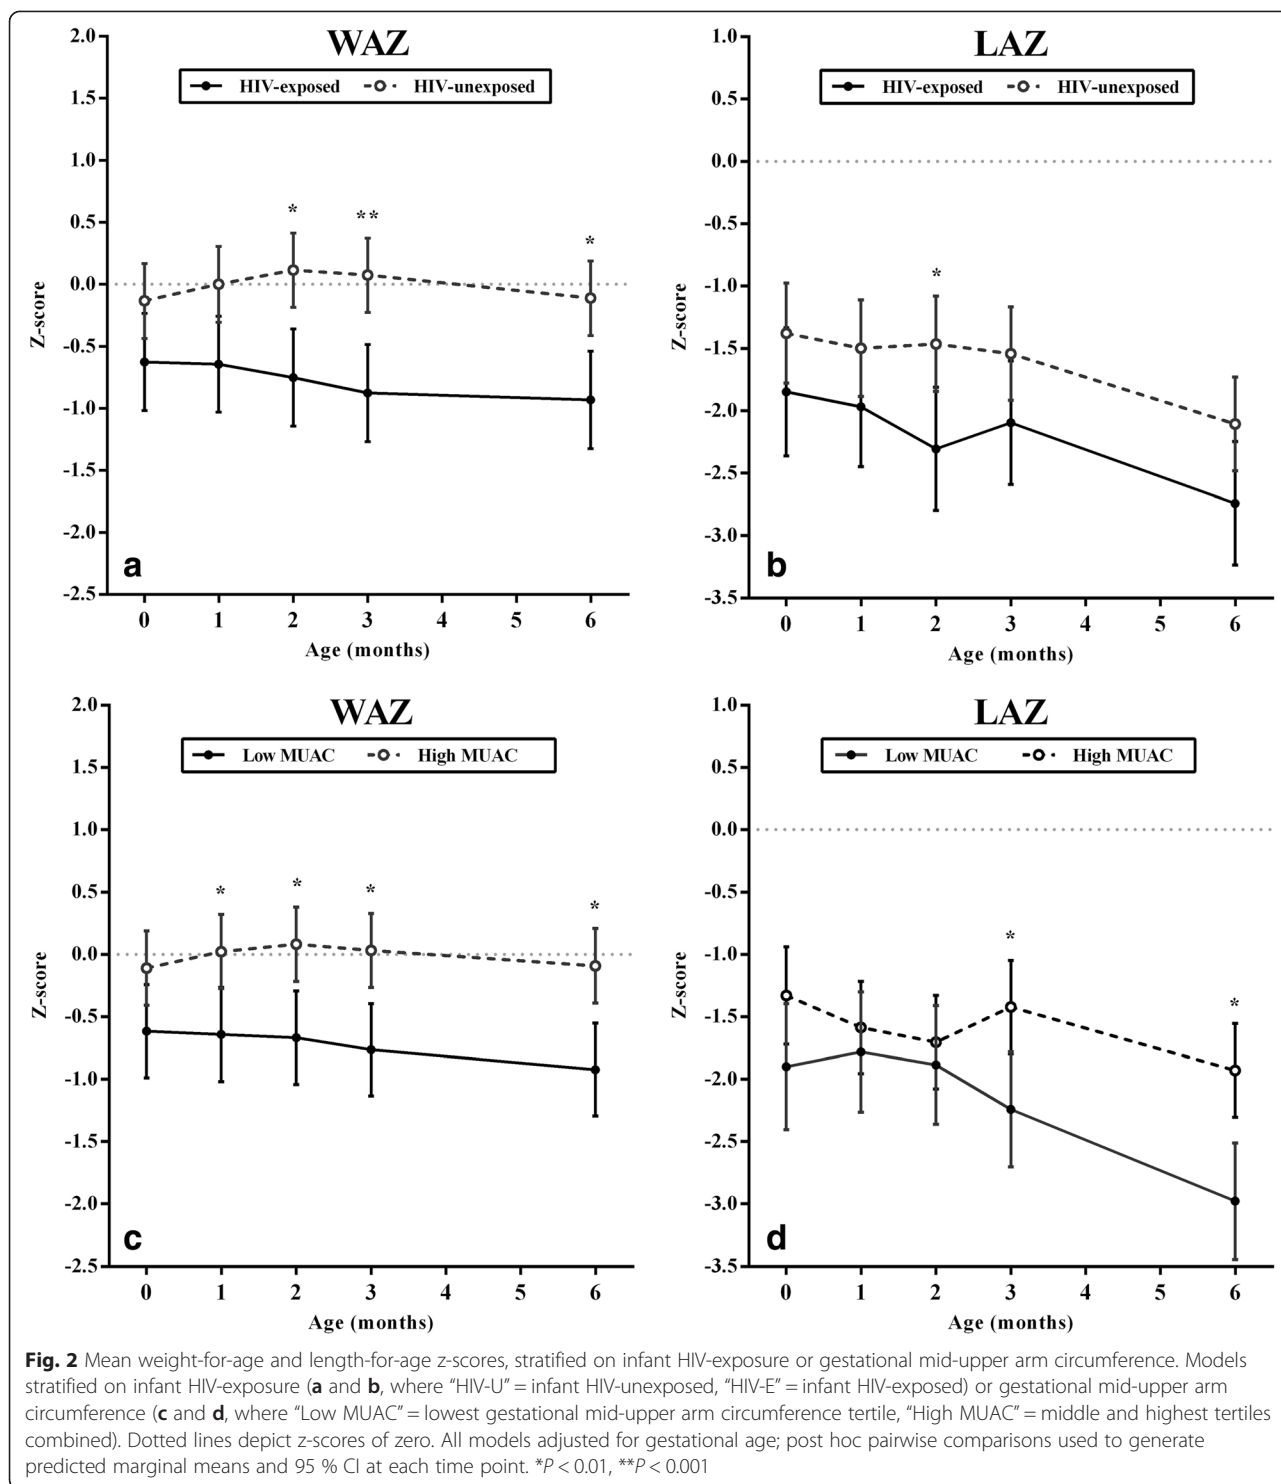 WAZ
HIV-exposed HIV-unexposed
2.0
1.5
1.0
0.5
0.0
-0.5
-1.0
-1.5
-2.0
-2.5
Z-score
* ** *
a
0 1 2 3 4 5 6
Age (months)
LAZ
HIV-exposed HIV-unexposed
1.0
0.5
0.0
-0.5
-1.0
-1.5
-2.0
-2.5
-3.0
-3.5
Z-score
*
b
0 1 2 3 4 5 6
Age (months)
WAZ
Low MUAC High MUAC
2.0
1.5
1.0
0.5
0.0
-0.5
-1.0
-1.5
-2.0
-2.5
Z-score
* * * *
c
0 1 2 3 4 5 6
Age (months)
LAZ
Low MUAC High MUAC
1.0
0.5
0.0
-0.5
-1.0
-1.5
-2.0
-2.5
-3.0
-3.5
Z-score
* *
d
0 1 2 3 4 5 6
Age (months)
Fig. 2 Mean weight-for-age and length-for-age z-scores, stratified on infant HIV-exposure or gestational mid-upper arm circumference. Models
stratified on infant HIV-exposure (a and b, where “HIV-U” = infant HIV-unexposed, “HIV-E” = infant HIV-exposed) or gestational mid-upper arm
circumference (c and d, where “Low MUAC” = lowest gestational mid-upper arm circumference tertile, “High MUAC” = middle and highest tertiles
combined). Dotted lines depict z-scores of zero. All models adjusted for gestational age; post hoc pairwise comparisons used to generate
predicted marginal means and 95 % CI at each time point. *P < 0.01, **P < 0.001